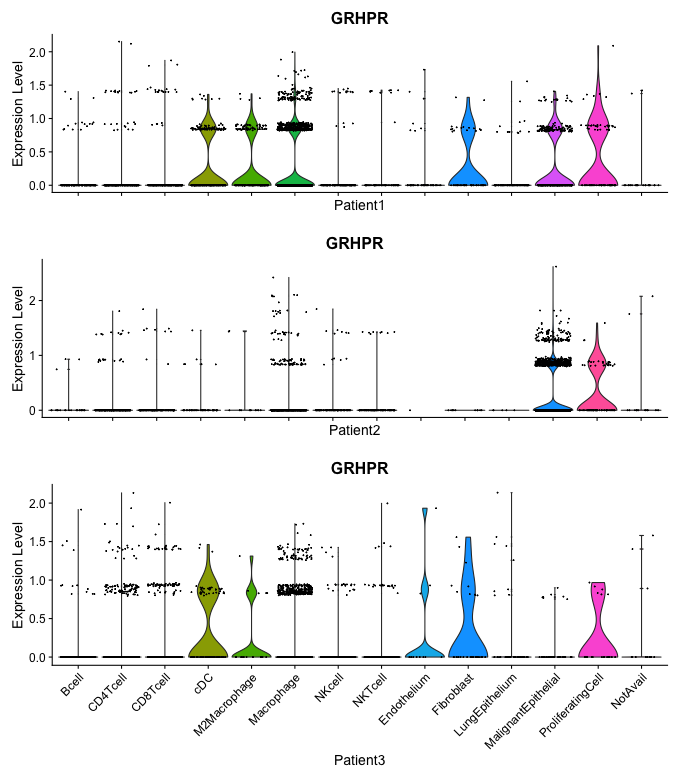 GRHPR
Expression Level
2.0
1.5
1.0
0.5
0.0
Patient1
GRHPR
Expression Level
2
1
0
Patient2
GRHPR
Expression Level
2.0
1.5
1.0
0.5
0.0
Bcell
CD4Tcell
CD8Tcell
cDC
M2Macrophage
Macrophage
NKcell
NKTcell
Endothelium
Fibroblast
LungEpithelium
MalignantEpithelial
ProliferatingCell
NotAvail
Patient3